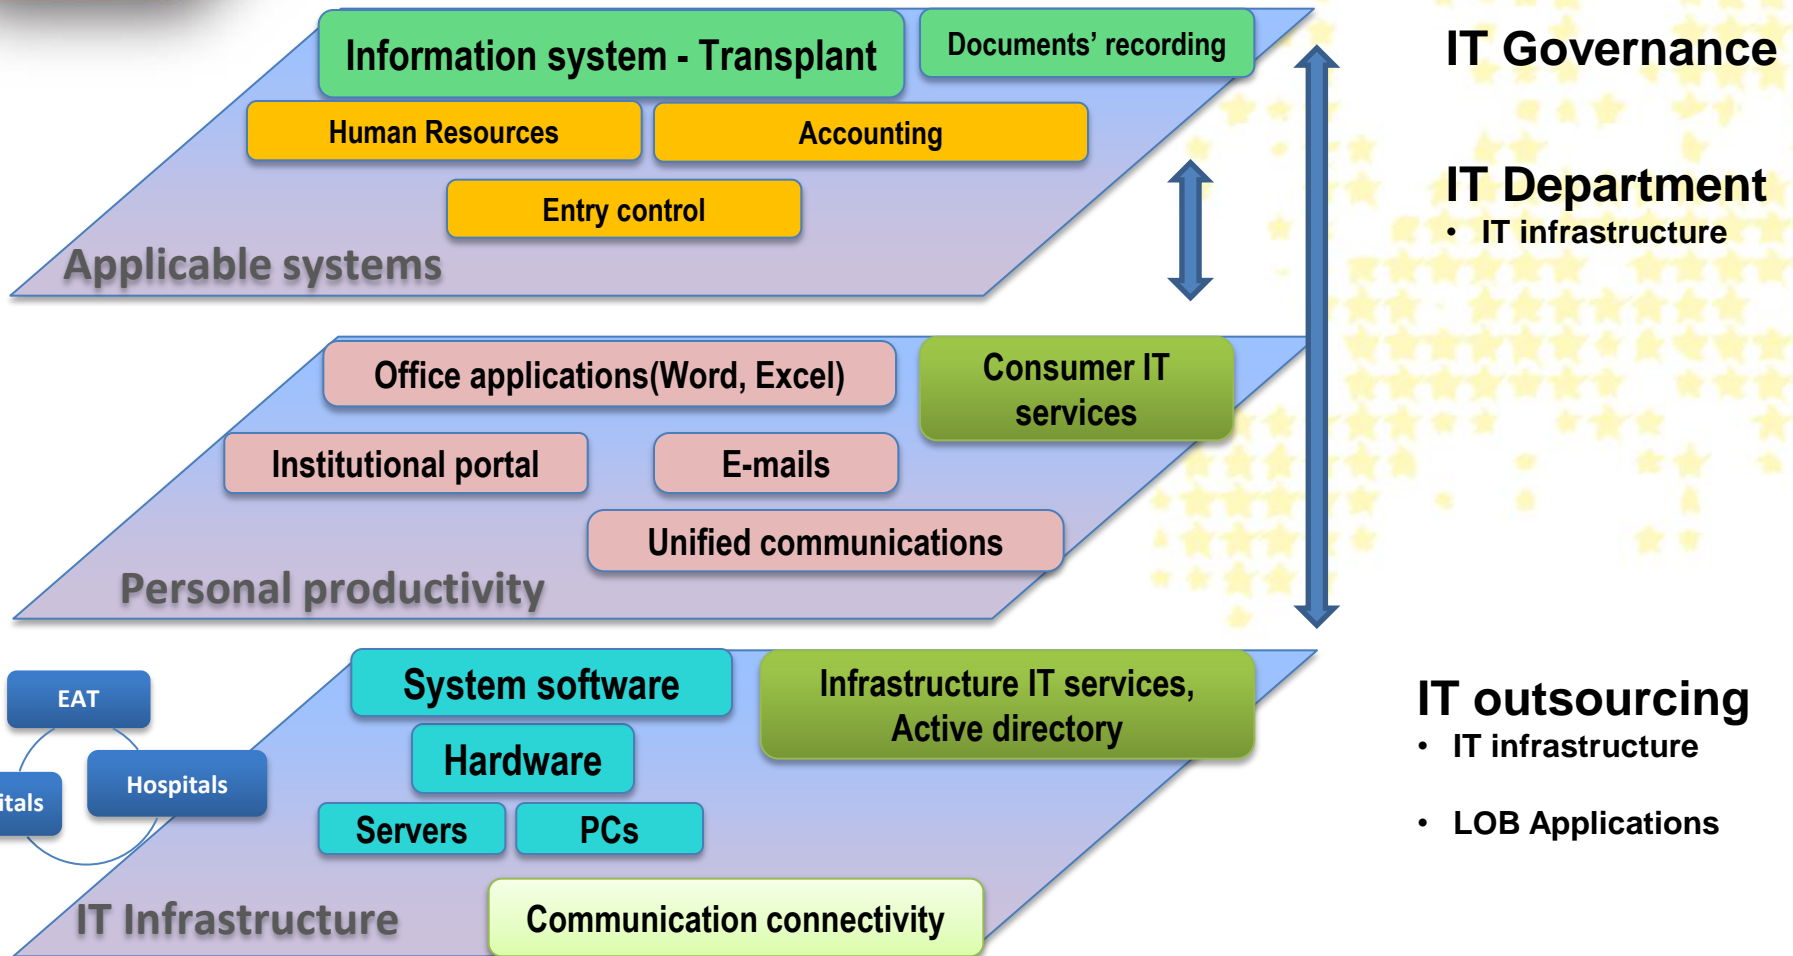 Information system - Transplant
Documents’ recording
Human Resources
Accounting
Entry control
Applicable systems
IT Governance
IT Department
• IT infrastructure
Office applications(Word, Excel)
Consumer IT
services
Institutional portal
E-mails
Unified communications
Personal productivity
System software
Infrastructure IT services,
Active directory
Hardware
Servers
PCs
Communication connectivity
IT Infrastructure
EAT
Hospitals
itals
IT outsourcing
• IT infrastructure
• LOB Applications